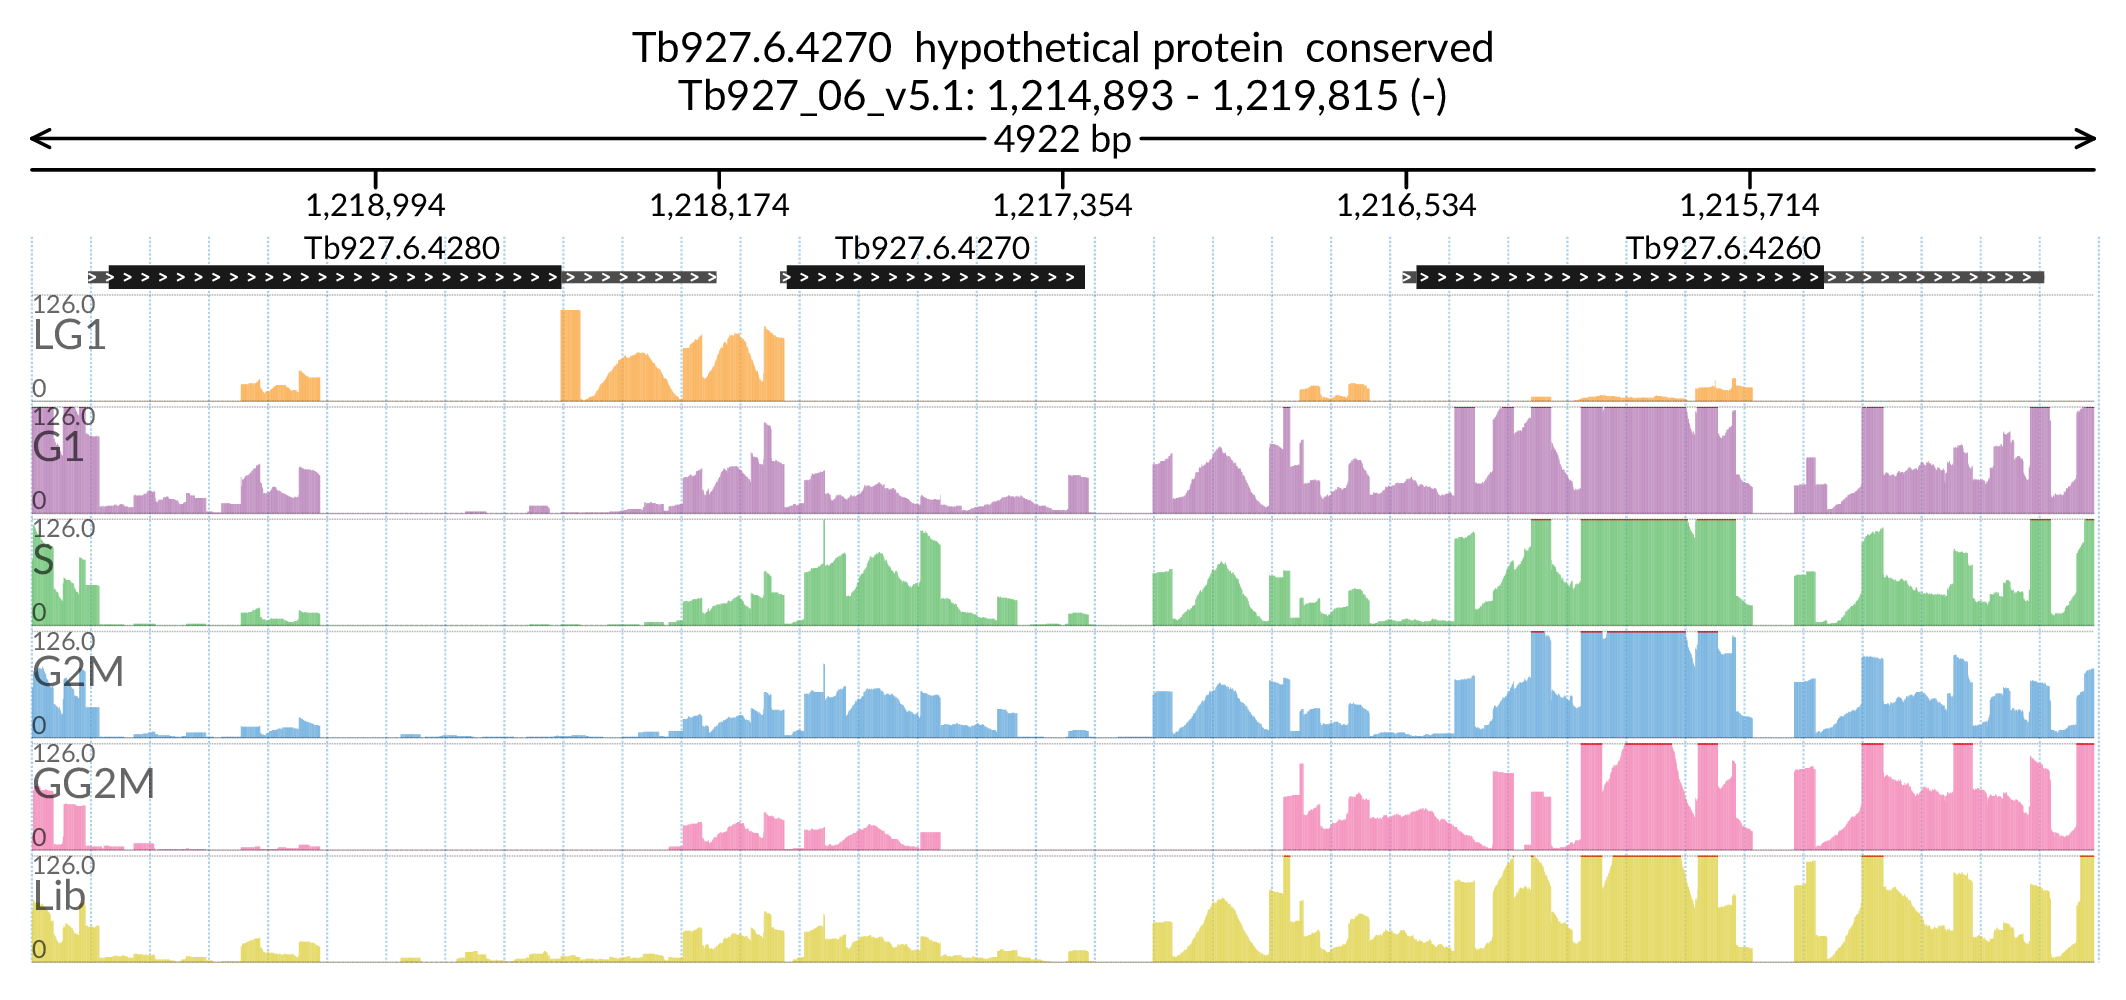 Tb927.6.4270  hypothetical protein  conserved
Tb927_06_v5.1: 1,214,893 - 1,219,815 (-)
4922 bp
1,218,994 1,218,174 1,217,354 1,216,534 1,215,714
Tb927.6.4280 Tb927.6.4270 Tb927.6.4260
126.0
LG1
0
126.0
G1
0
126.0
S
0
126.0
G2M
0
126.0
GG2M
0
126.0
Lib
0